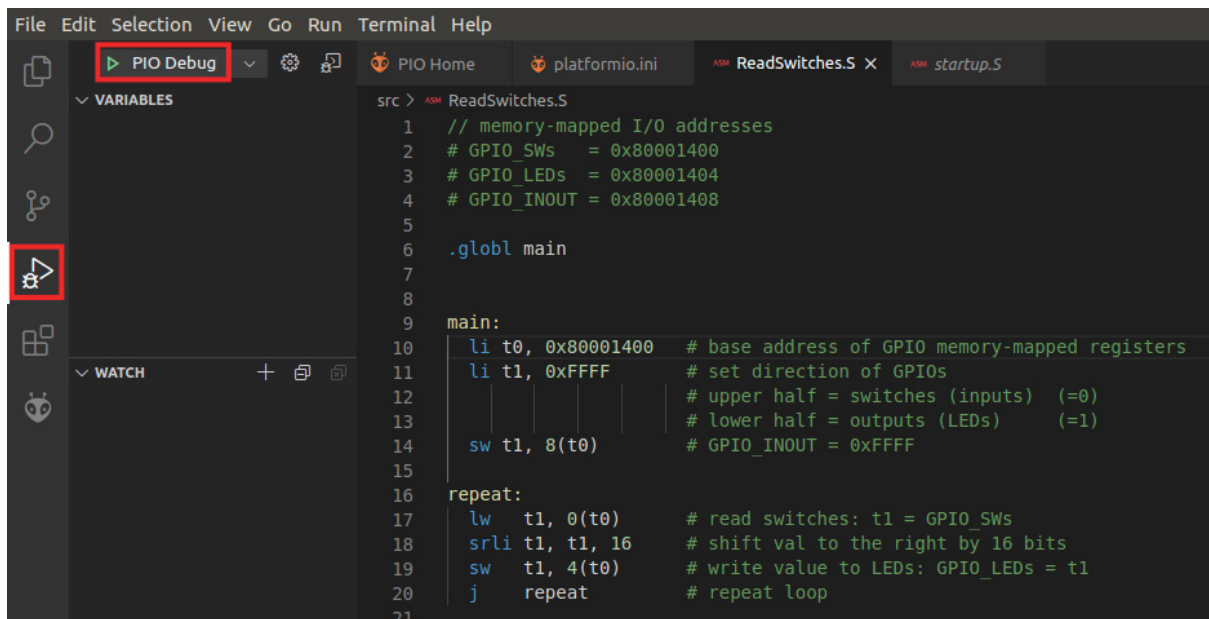 File Edit Selection View Go Run Terminal Help
PIO Debug
PIO Home platformio.ini ASM ReadSwitches.S × ASM startup.S
VARIABLES
WATCH
src > ASM ReadSwitches.S
1 // memory-mapped I/O addresses
2 # GPIO_SWs   = 0x80001400
3 # GPIO_LEDs  = 0x80001404
4 # GPIO_INOUT = 0x80001408
5
6 .globl main
7
8
9 main:
10   li t0, 0x80001400   # base address of GPIO memory-mapped registers
11   li t1, 0xFFFF       # set direction of GPIOs
12                       # upper half = switches (inputs)  (=0)
13                       # lower half = outputs (LEDs)     (=1)
14   sw t1, 8(t0)        # GPIO_INOUT = 0xFFFF
15
16 repeat:
17   lw   t1, 0(t0)      # read switches: t1 = GPIO_SWs
18   srli t1, t1, 16     # shift val to the right by 16 bits
19   sw   t1, 4(t0)      # write value to LEDs: GPIO_LEDs = t1
20   j    repeat         # repeat loop
21